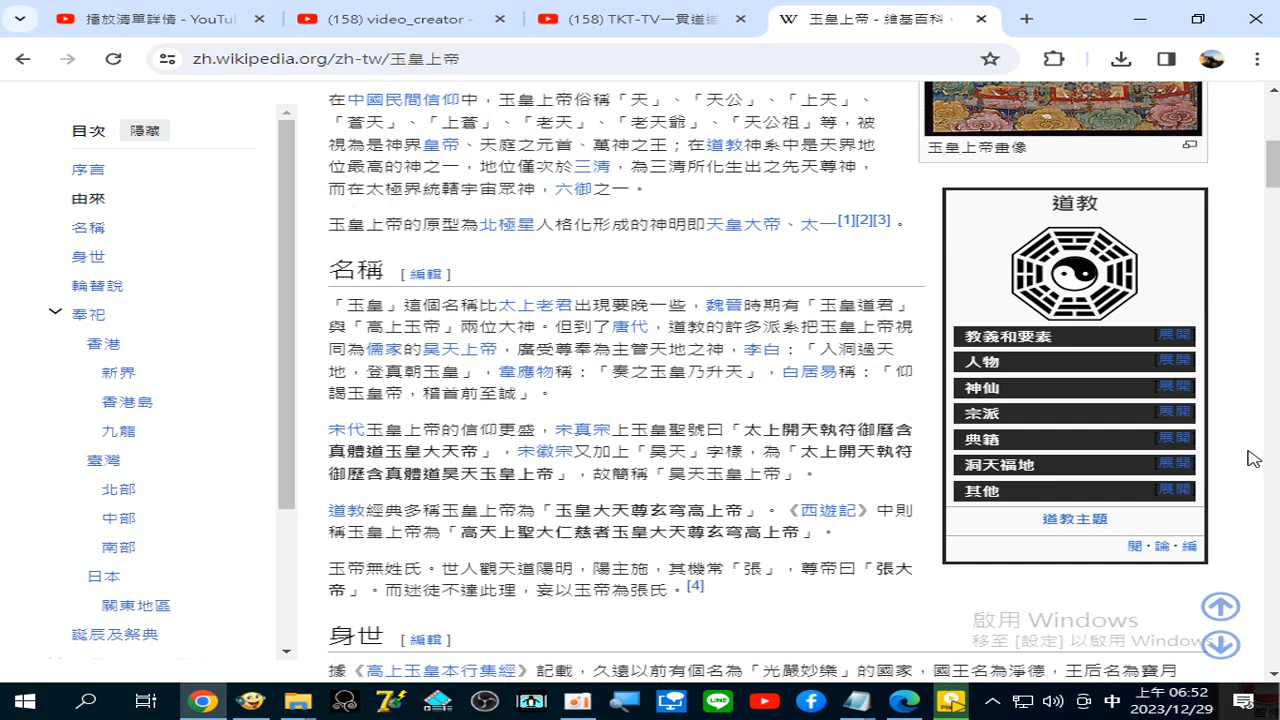 播放清單詳情 - YouTu
(158) video_creator -
(158) TKT-TV一貫道道
玉皇上帝 - 維基百科，
zh.wikipedia.org/zh-tw/玉皇上帝
目次 隱藏
序言
由來
名稱
身世
輪替說
奉祀
香港
新界
香港島
九龍
臺灣
北部
中部
南部
日本
關東地區
誕辰及祭典
在中國民間信仰中，玉皇上帝俗稱「天」、「天公」、「上天」、
「蒼天」、「上蒼」、「老天」、「老天爺」、「天公祖」等，被
視為是神界皇帝、天庭之元首、萬神之王；在道教神系中是天界地
位最高的神之一，地位僅次於三清，為三清所化生出之先天尊神，
而在太極界統轄宇宙眾神，六御之一。
玉皇上帝的原型為北極星人格化形成的神明即天皇大帝、太一[1][2][3]。
名稱 [編輯]
「玉皇」這個名稱比太上老君出現要晚一些，魏晉時期有「玉皇道君」
與「高上玉帝」兩位大神。但到了唐代，道教的許多派系把玉皇上帝視
同為儒家的昊天上帝，廣受尊奉為主管天地之神，李白：「入洞過天
地，登真朝玉皇」，韋應物稱：「奏之玉皇乃升天」，白居易稱：「仰
謁玉皇帝，稽首前至誠」。
宋代玉皇上帝的信仰更盛，宋真宗上玉皇聖號曰「太上開天執符御曆含
真體道玉皇大天帝」，宋徽宗又加上「昊天」字樣，為「太上開天執符
御歷含真體道昊天玉皇上帝」，故簡稱「昊天玉皇上帝」。
道教經典多稱玉皇上帝為「玉皇大天尊玄穹高上帝」。《西遊記》中則
稱玉皇上帝為「高天上聖大仁慈者玉皇大天尊玄穹高上帝」。
玉帝無姓氏。世人觀天道陽明，陽主施，其機常「張」，尊帝曰「張大
帝」。而迷徒不達此理，妄以玉帝為張氏。[4]
身世 [編輯]
據《高上玉皇本行集經》記載，久遠以前有個名為「光嚴妙樂」的國家，國王名為淨德，王后名為寶月
玉皇上帝畫像
道教
教義和要素 [展開]
人物 [展開]
神仙 [展開]
宗派 [展開]
典籍 [展開]
洞天福地 [展開]
其他 [展開]
道教主題
閱·論·編
啟用 Windows
移至 [設定] 以啟用 Windows
中
上午 06:52
2023/12/29